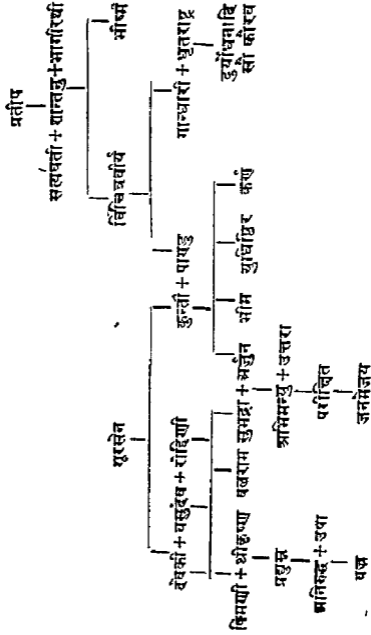 प्रतीप
सत्यवती + शान्तनु + भागीरथी
शूरसेन विचित्रवीर्य भीष्म
देवकी + वसुदेव + रोहिणी कुन्ती + पाण्डु गान्धारी + धृतराष्ट्र
रुक्मिणी + श्रीकृष्ण बलराम सुभद्रा + अर्जुन भीम युधिष्ठिर कर्ण दुर्योधनादि
सौ कौरव
प्रद्युम्न अभिमन्यु + उत्तरा
अनिरुद्ध + उषा परीक्षित
वज्र जनमेजय